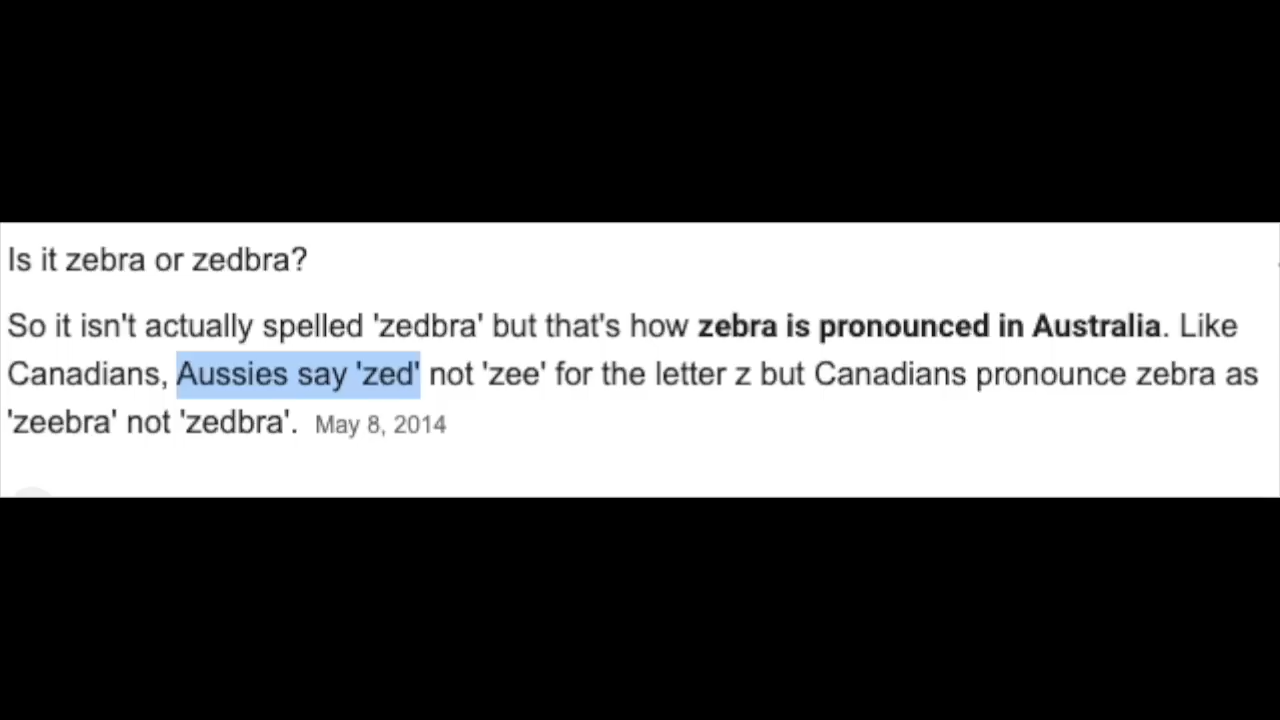 Is it zebra or zedbra?
So it isn't actually spelled 'zedbra' but that's how zebra is pronounced in Australia. Like
Canadians, Aussies say 'zed' not 'zee' for the letter z but Canadians pronounce zebra as
'zeebra' not 'zedbra'. May 8, 2014